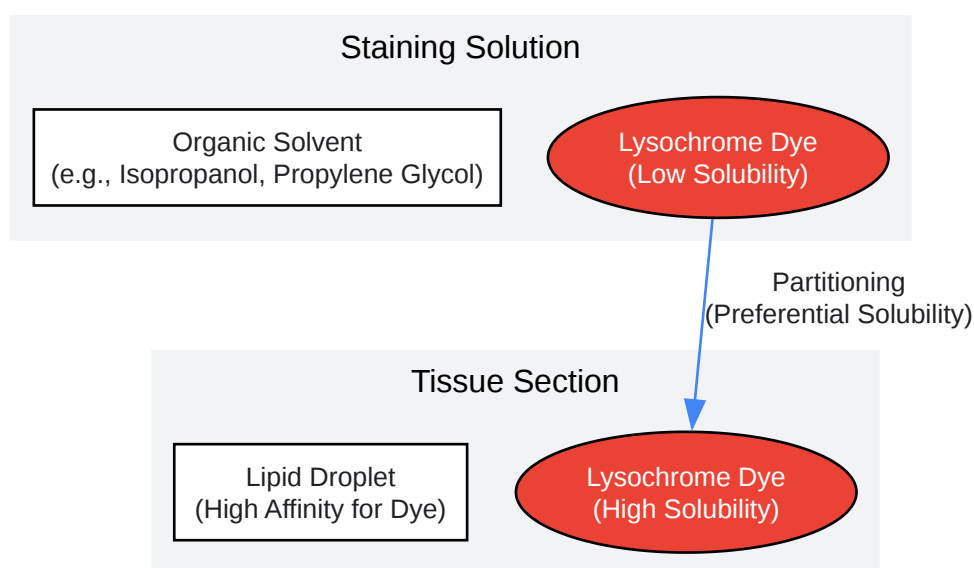 Staining Solution
Organic Solvent
(e.g., Isopropanol, Propylene Glycol)
Lysochrome Dye
(Low Solubility)
Partitioning
(Preferential Solubility)
Tissue Section
Lipid Droplet
(High Affinity for Dye)
Lysochrome Dye
(High Solubility)